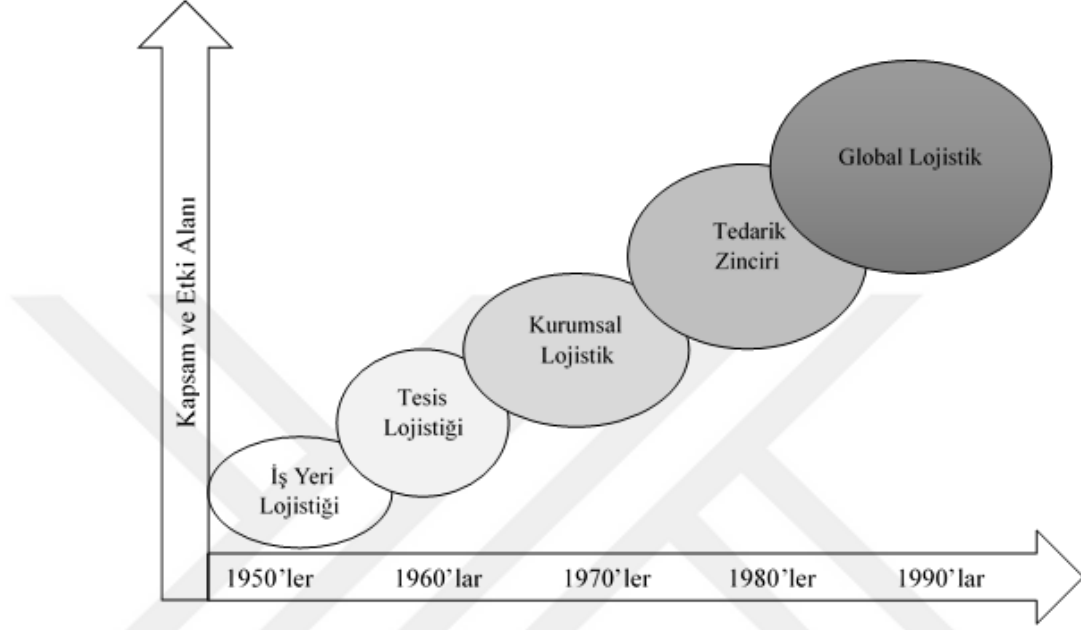 Kapsam ve Etki Alanı
Global Lojistik
Tedarik
Zinciri
Kurumsal
Lojistik
Tesis
Lojistiği
İş Yeri
Lojistiği
1950’ler
1960’lar
1970’ler
1980’ler
1990’lar